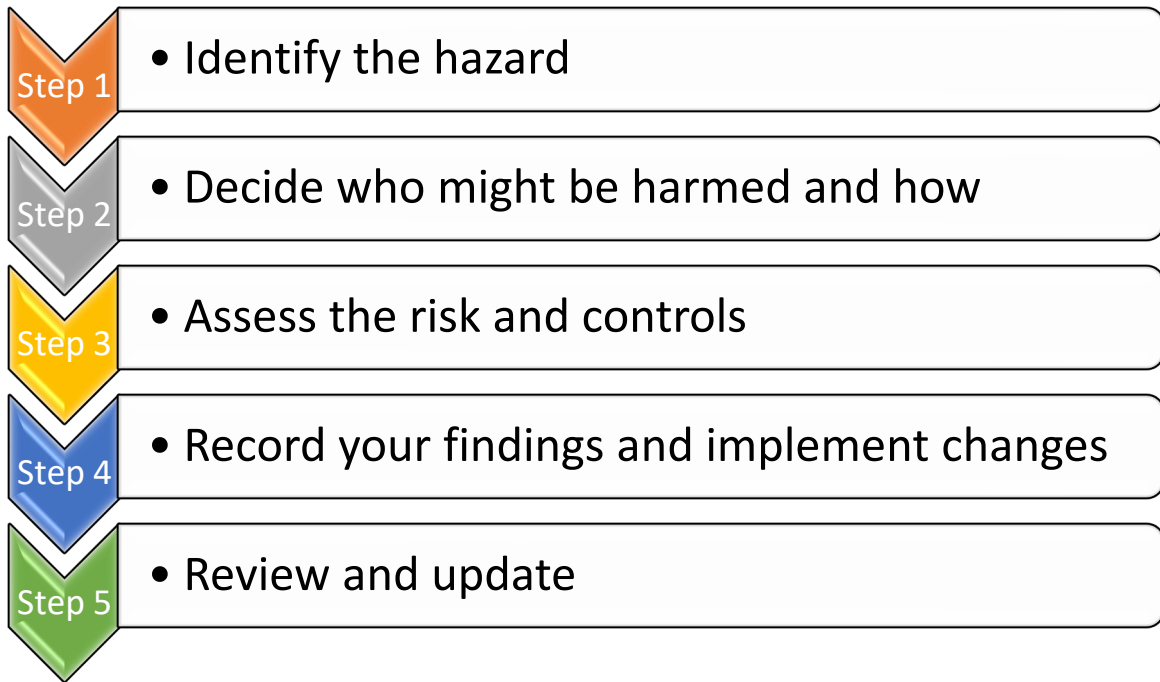 Step 1
• Identify the hazard
Step 2
• Decide who might be harmed and how
Step 3
• Assess the risk and controls
Step 4
• Record your findings and implement changes
Step 5
• Review and update